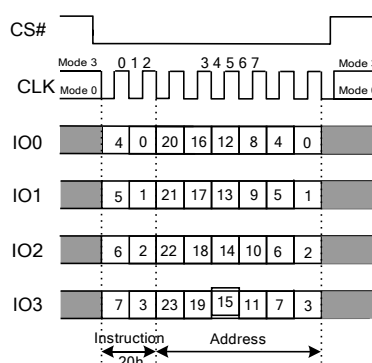 CS#
Mode 3 0 1 2 3 4 5 6 7 Mode 3
CLK Mode 0 Mode
IO0 4 0 20 16 12 8 4 0
IO1 5 1 21 17 13 9 5 1
IO2 6 2 22 18 14 10 6 2
IO3 7 3 23 19 15 11 7 3
Instruction Address
20h